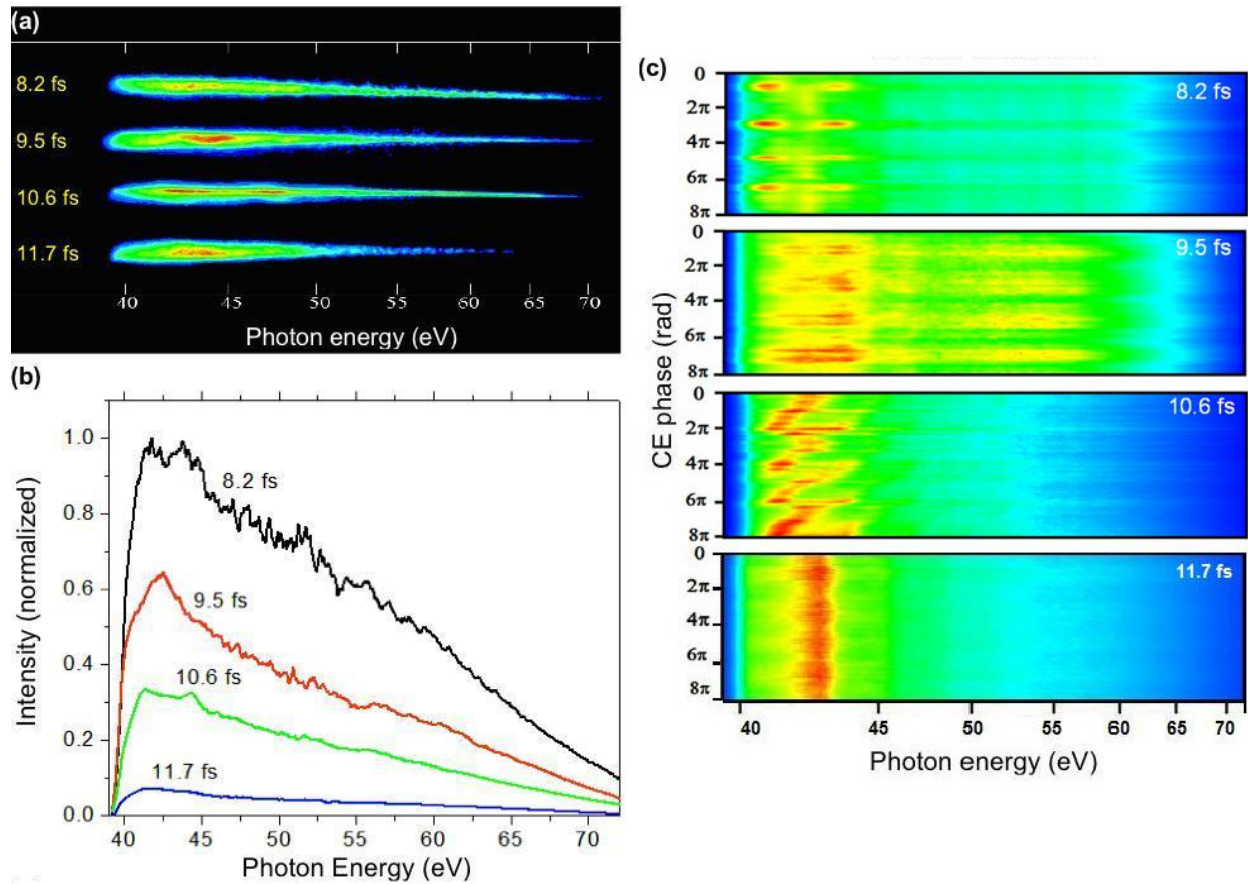 (a)
8.2 fs
9.5 fs
10.6 fs
11.7 fs
40 45 50 55 60 65 70
Photon energy (eV)
(b)
Intensity (normalized)
1.0
0.8
0.6
0.4
0.2
0.0
8.2 fs
9.5 fs
10.6 fs
11.7 fs
40 45 50 55 60 65 70
Photon Energy (eV)
(c)
CE phase (rad)
0
2π
4π
6π
8π
8.2 fs
0
2π
4π
6π
8π
9.5 fs
0
2π
4π
6π
8π
10.6 fs
0
2π
4π
6π
8π
11.7 fs
40 45 50 55 60 65 70
Photon energy (eV)